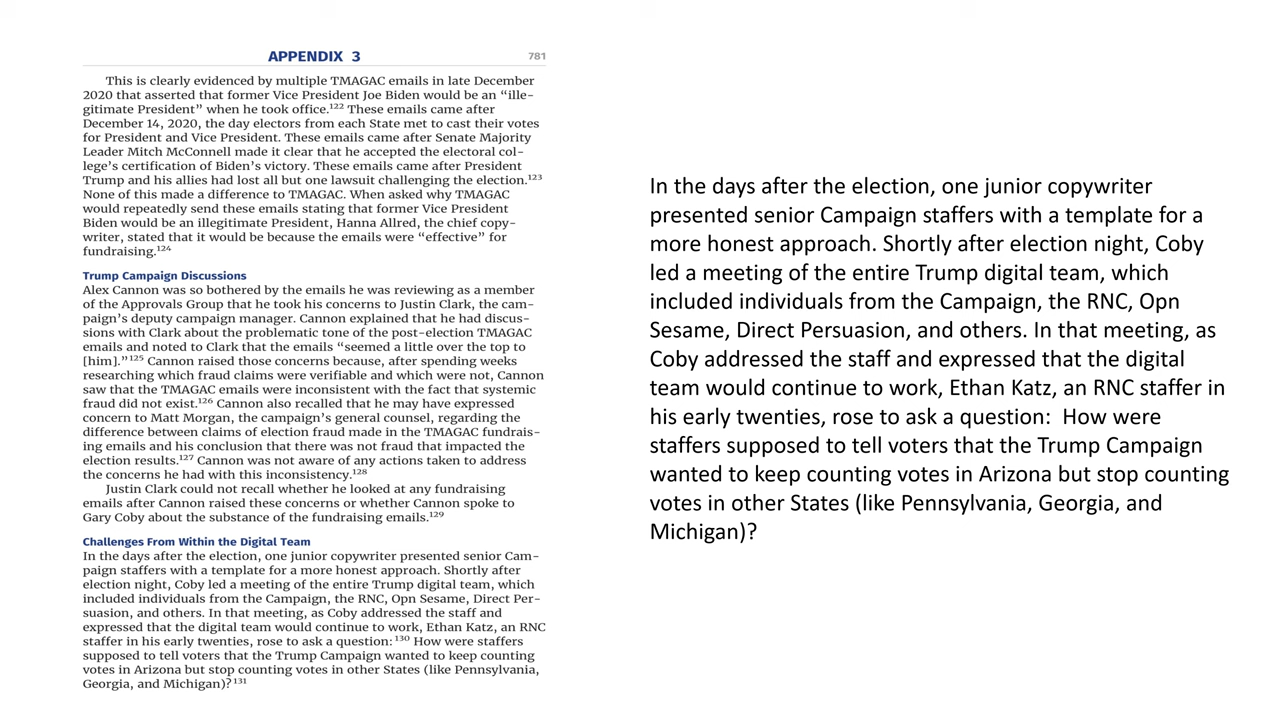 APPENDIX 3
781
This is clearly evidenced by multiple TMAGAC emails in late December
2020 that asserted that former Vice President Joe Biden would be an “ille-
gitimate President” when he took office.122 These emails came after
December 14, 2020, the day electors from each State met to cast their votes
for President and Vice President. These emails came after Senate Majority
Leader Mitch McConnell made it clear that he accepted the electoral col-
lege’s certification of Biden’s victory. These emails came after President
Trump and his allies had lost all but one lawsuit challenging the election.123
None of this made a difference to TMAGAC. When asked why TMAGAC
would repeatedly send these emails stating that former Vice President
Biden would be an illegitimate President, Hanna Allred, the chief copy-
writer, stated that it would be because the emails were “effective” for
fundraising.124
Trump Campaign Discussions
Alex Cannon was so bothered by the emails he was reviewing as a member
of the Approvals Group that he took his concerns to Justin Clark, the cam-
paign’s deputy campaign manager. Cannon explained that he had discus-
sions with Clark about the problematic tone of the post-election TMAGAC
emails and noted to Clark that the emails “seemed a little over the top to
[him].”125 Cannon raised those concerns because, after spending weeks
researching which fraud claims were verifiable and which were not, Cannon
saw that the TMAGAC emails were inconsistent with the fact that systemic
fraud did not exist.126 Cannon also recalled that he may have expressed
concern to Matt Morgan, the campaign’s general counsel, regarding the
difference between claims of election fraud made in the TMAGAC fundrais-
ing emails and his conclusion that there was not fraud that impacted the
election results.127 Cannon was not aware of any actions taken to address
the concerns he had with this inconsistency.128
Justin Clark could not recall whether he looked at any fundraising
emails after Cannon raised these concerns or whether Cannon spoke to
Gary Coby about the substance of the fundraising emails.129
Challenges From Within the Digital Team
In the days after the election, one junior copywriter presented senior Cam-
paign staffers with a template for a more honest approach. Shortly after
election night, Coby led a meeting of the entire Trump digital team, which
included individuals from the Campaign, the RNC, Opn Sesame, Direct Per-
suasion, and others. In that meeting, as Coby addressed the staff and
expressed that the digital team would continue to work, Ethan Katz, an RNC
staffer in his early twenties, rose to ask a question:130 How were staffers
supposed to tell voters that the Trump Campaign wanted to keep counting
votes in Arizona but stop counting votes in other States (like Pennsylvania,
Georgia, and Michigan)?131
In the days after the election, one junior copywriter
presented senior Campaign staffers with a template for a
more honest approach. Shortly after election night, Coby
led a meeting of the entire Trump digital team, which
included individuals from the Campaign, the RNC, Opn
Sesame, Direct Persuasion, and others. In that meeting, as
Coby addressed the staff and expressed that the digital
team would continue to work, Ethan Katz, an RNC staffer in
his early twenties, rose to ask a question:  How were
staffers supposed to tell voters that the Trump Campaign
wanted to keep counting votes in Arizona but stop counting
votes in other States (like Pennsylvania, Georgia, and
Michigan)?